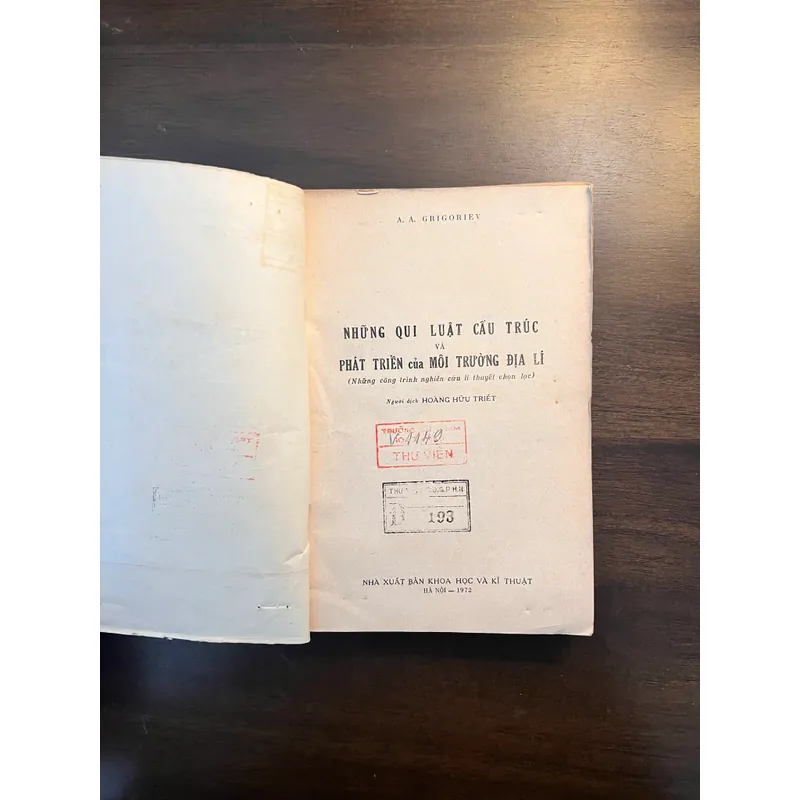 A. A. GRIGORIEV
NHỮNG QUI LUẬT CẤU TRÚC
VÀ
PHÁT TRIỂN của MÔI TRƯỜNG ĐỊA LÍ
(Những công trình nghiên cứu lí thuyết chọn lọc)
Người dịch HOÀNG HỮU TRIẾT
TRƯỜNG
V 1149
THƯ VIỆN
193
NHÀ XUẤT BẢN KHOA HỌC VÀ KĨ THUẬT
HÀ NỘI — 1972